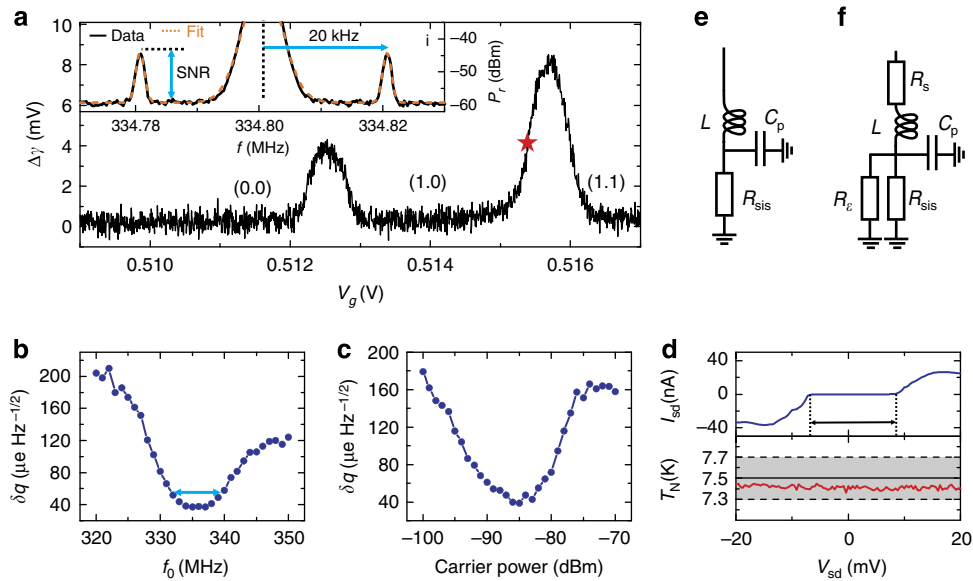 a
Data
Fit
i
20 kHz
SNR
−40
−50
−60
P_r (dBm)
334.78
334.80
334.82
f (MHz)
10
8
6
4
2
0
Δγ (mV)
(0.0)
(1.0)
(1.1)
0.510
0.512
0.514
0.516
V_g (V)
e
L
C_p
R_sis
f
R_s
L
C_p
R_ε
R_sis
b
200
160
120
80
40
δq (µe Hz^−1/2)
320
330
340
350
f_0 (MHz)
c
200
160
120
80
40
δq (µe Hz^−1/2)
−100
−90
−80
−70
Carrier power (dBm)
d
40
0
−40
I_sd(nA)
7.7
7.5
7.3
T_N(K)
−20
0
20
V_sd (mV)